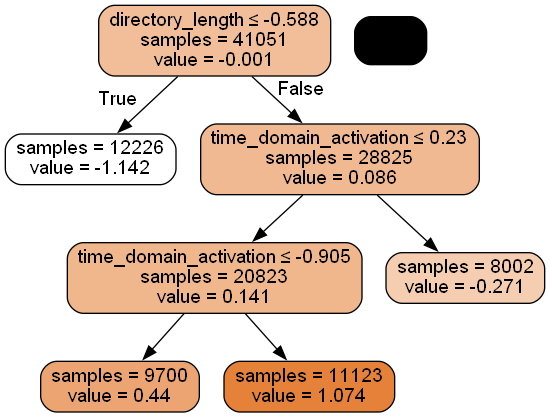 directory_length ≤ -0.588
samples = 41051
value = -0.001
True
False
samples = 12226
value = -1.142
time_domain_activation ≤ 0.23
samples = 28825
value = 0.086
time_domain_activation ≤ -0.905
samples = 20823
value = 0.141
samples = 8002
value = -0.271
samples = 9700
value = 0.44
samples = 11123
value = 1.074